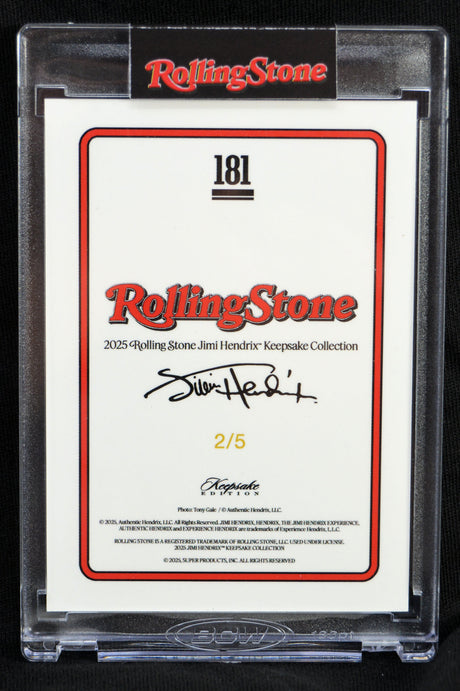 RollingStone
181
RollingStone
2025 Rolling Stone Jimi Hendrix™ Keepsake Collection
Jimi Hendrix
2/5
Keepsake
EDITION
Photo: Tony Gale / © Authentic Hendrix, LLC.
© 2025, Authentic Hendrix, LLC. All Rights Reserved. JIMI HENDRIX, HENDRIX, THE JIMI HENDRIX EXPERIENCE,
AUTHENTIC HENDRIX and EXPERIENCE HENDRIX are trademarks of Experience Hendrix, L.L.C.
ROLLING STONE IS A REGISTERED TRADEMARK OF ROLLING STONE, LLC. USED UNDER LICENSE.
2025 JIMI HENDRIX™ KEEPSAKE COLLECTION
© 2025, SUPER PRODUCTS, INC. ALL RIGHTS RESERVED
BCW